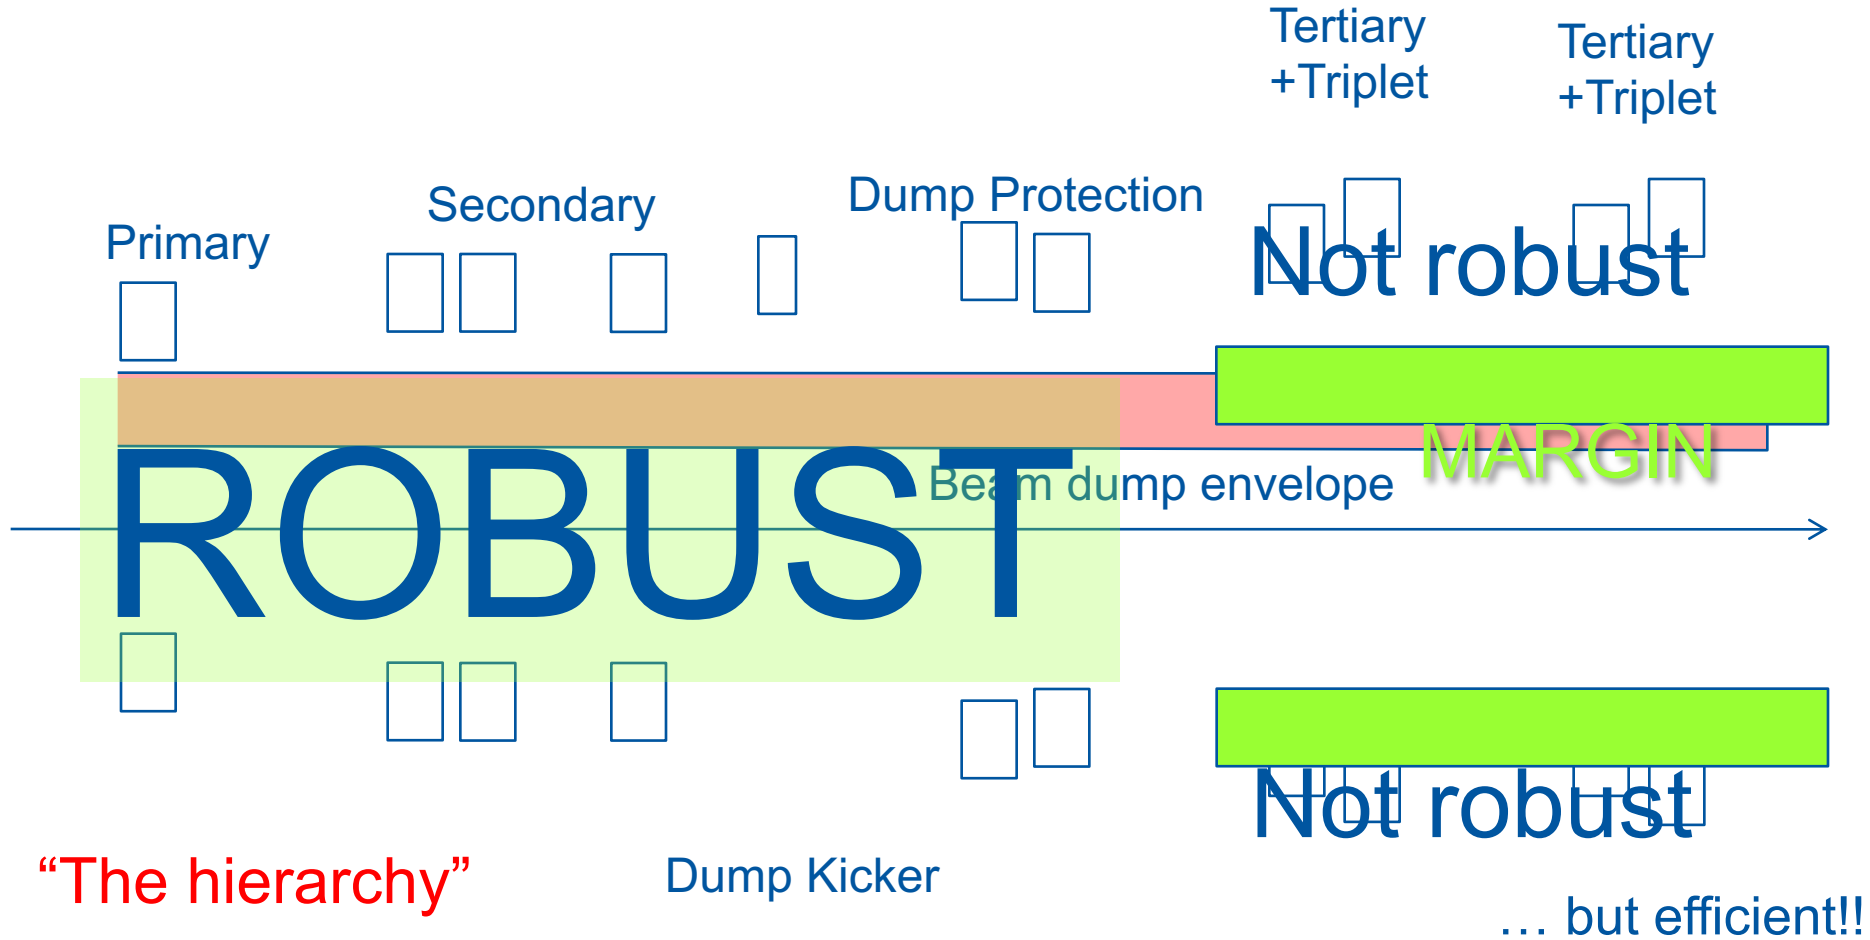 Tertiary
+Triplet
Tertiary
+Triplet
Dump Protection
Secondary
Primary
Not robust
MARGIN
Beam dump envelope
ROBUST
Not robust
“The hierarchy”
Dump Kicker
… but efficient!!